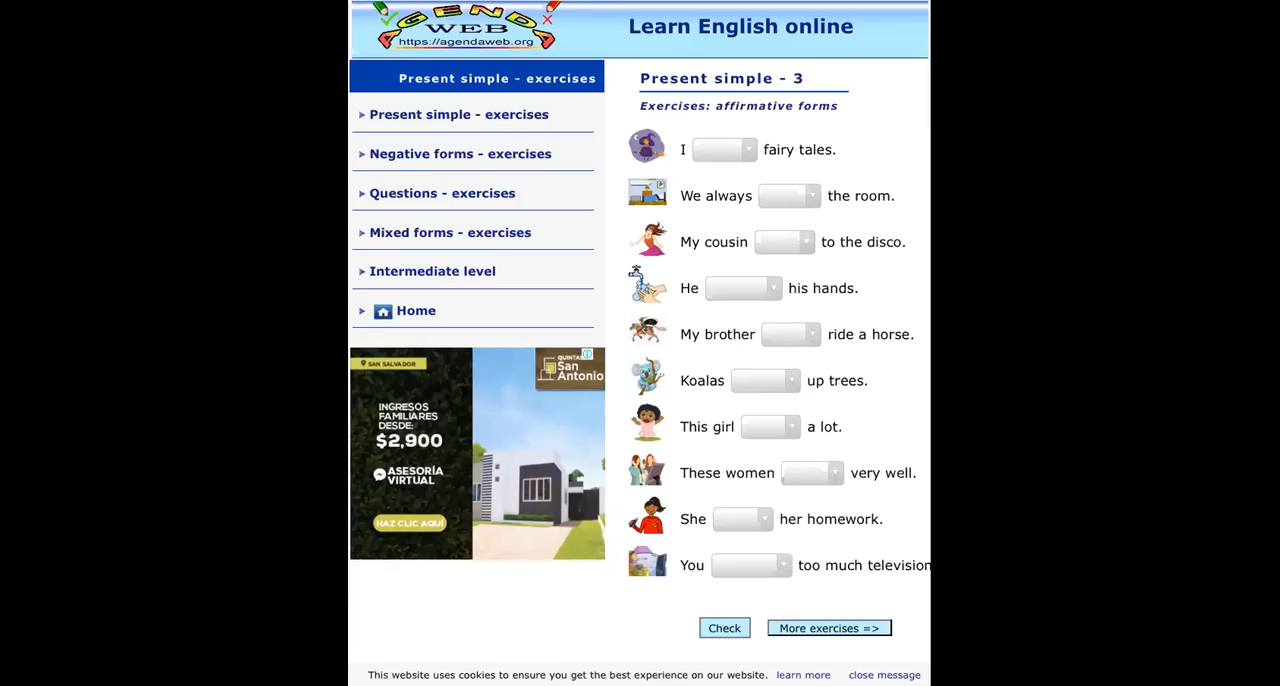 AGENDA
WEB
https://agendaweb.org
Learn English online
Present simple - exercises
Present simple - exercises
Negative forms - exercises
Questions - exercises
Mixed forms - exercises
Intermediate level
Home
SAN SALVADOR
QUINTAS
San
Antonio
INGRESOS
FAMILIARES
DESDE:
$2,900
ASESORÍA
VIRTUAL
HAZ CLIC AQUÍ
Present simple - 3
Exercises: affirmative forms
I fairy tales.
We always the room.
My cousin to the disco.
He his hands.
My brother ride a horse.
Koalas up trees.
This girl a lot.
These women very well.
She her homework.
You too much television
Check
More exercises =>
This website uses cookies to ensure you get the best experience on our website. learn more close message